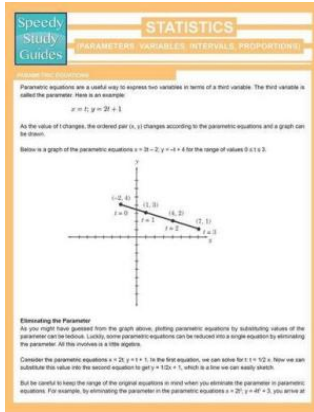 Speedy
Study
Guides
STATISTICS
(PARAMETERS, VARIABLES, INTERVALS, PROPORTIONS)
PARAMETRIC EQUATIONS
Parametric equations are a useful way to express two variables in terms of a third variable. The third variable is
called the parameter. Here is an example:
x = t; y = 2t + 1
As the value of t changes, the ordered pair (x, y) changes according to the parametric equations and a graph can
be drawn.
Below is a graph of the parametric equations x = 3t – 2; y = –t + 4 for the range of values 0 ≤ t ≤ 3.
y
(-2, 4)
(1, 3)
(4, 2)
(7, 1)
t = 0
t = 1
t = 2
t = 3
x
Eliminating the Parameter
As you might have guessed from the graph above, plotting parametric equations by substituting values of the
parameter can be tedious. Luckily, some parametric equations can be reduced into a single equation by eliminating
the parameter. All this involves is a little algebra.
Consider the parametric equations x = 2t; y = t + 1. In the first equation, we can solve for t: t = 1/2 x. Now we can
substitute this value into the second equation to get y = 1/2x + 1, which is a line we can easily sketch.
But be careful to keep the range of the original equations in mind when you eliminate the parameter in parametric
equations. For example, by eliminating the parameter in the parametric equations x = 2t², y = 4t² + 3, you arrive at